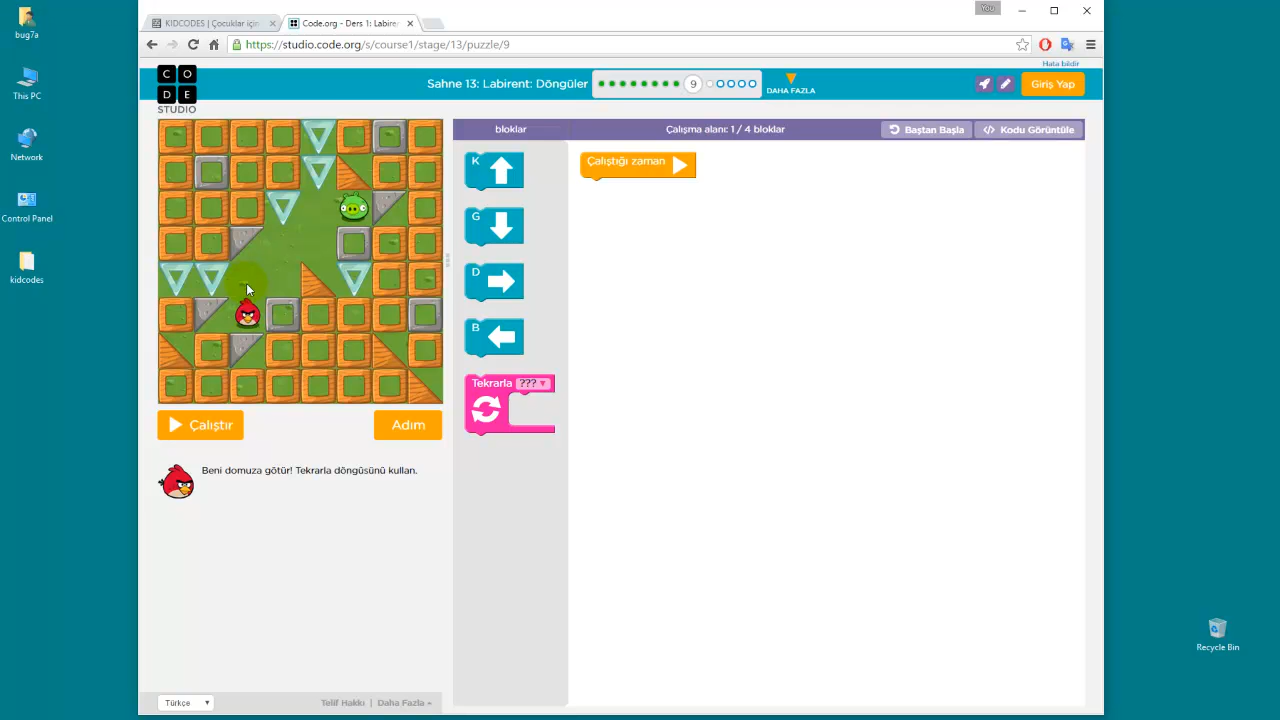 bug7a
This PC
Network
Control Panel
kidcodes
Recycle Bin
KIDCODES | Çocuklar için
Code.org - Ders 1: Labiren
You
https://studio.code.org/s/course1/stage/13/puzzle/9
Hata bildir
C O
D E
STUDIO
Sahne 13: Labirent: Döngüler
9
DAHA FAZLA
Giriş Yap
bloklar
Çalışma alanı: 1 / 4 bloklar
Baştan Başla
Kodu Görüntüle
K
G
D
B
Tekrarla ???
Çalıştığı zaman
Çalıştır
Adım
Beni domuza götür! Tekrarla döngüsünü kullan.
Türkçe
Telif Hakkı | Daha Fazla